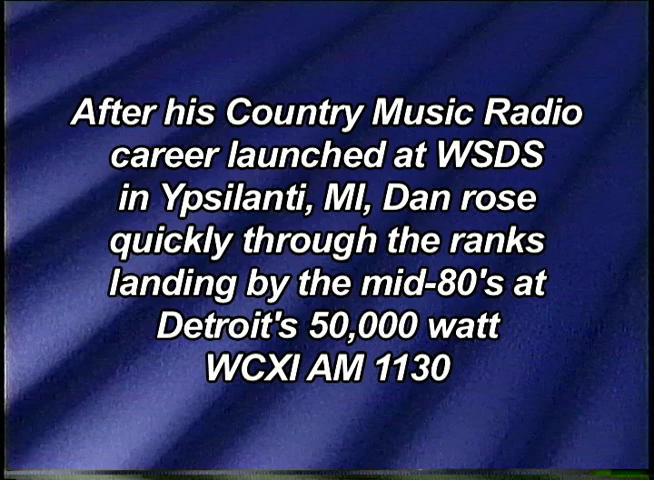 After his Country Music Radio
career launched at WSDS
in Ypsilanti, MI, Dan rose
quickly through the ranks
landing by the mid-80's at
Detroit's 50,000 watt
WCXI AM 1130